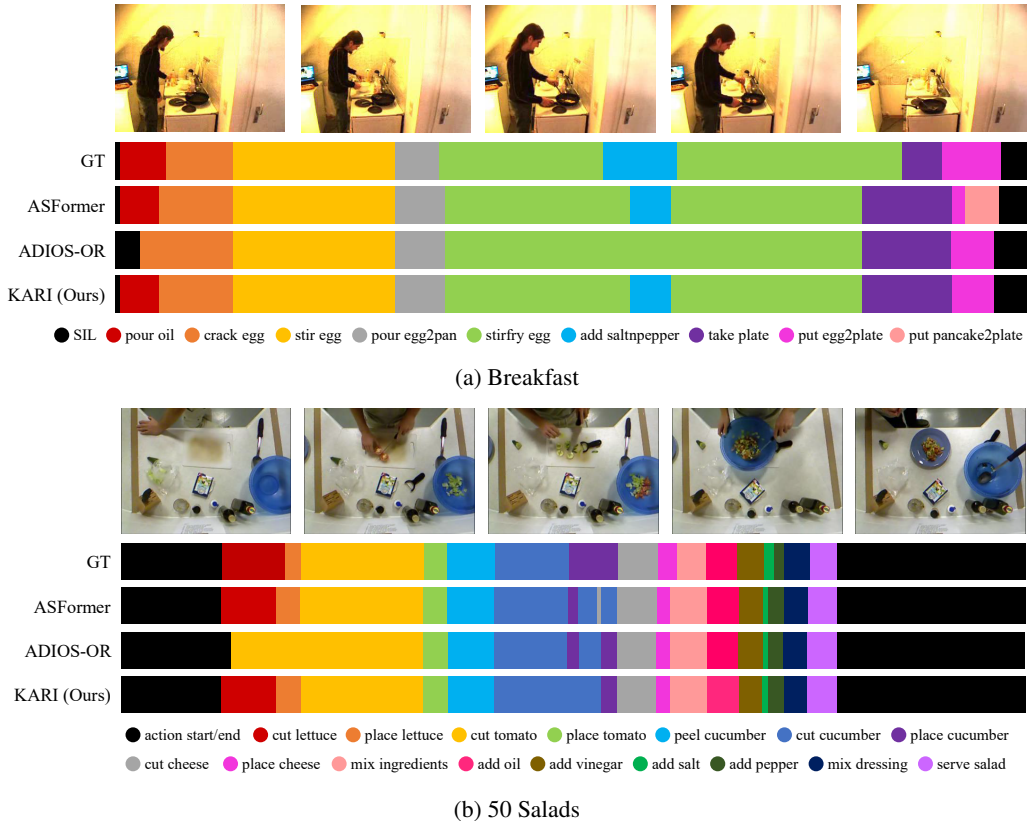 GT
ASFormer
ADIOS-OR
KARI (Ours)
SIL pour oil crack egg stir egg pour egg2pan stirfry egg add saltnpepper take plate put egg2plate put pancake2plate
(a) Breakfast
GT
ASFormer
ADIOS-OR
KARI (Ours)
action start/end cut lettuce place lettuce cut tomato place tomato peel cucumber cut cucumber place cucumber
cut cheese place cheese mix ingredients add oil add vinegar add salt add pepper mix dressing serve salad
(b) 50 Salads